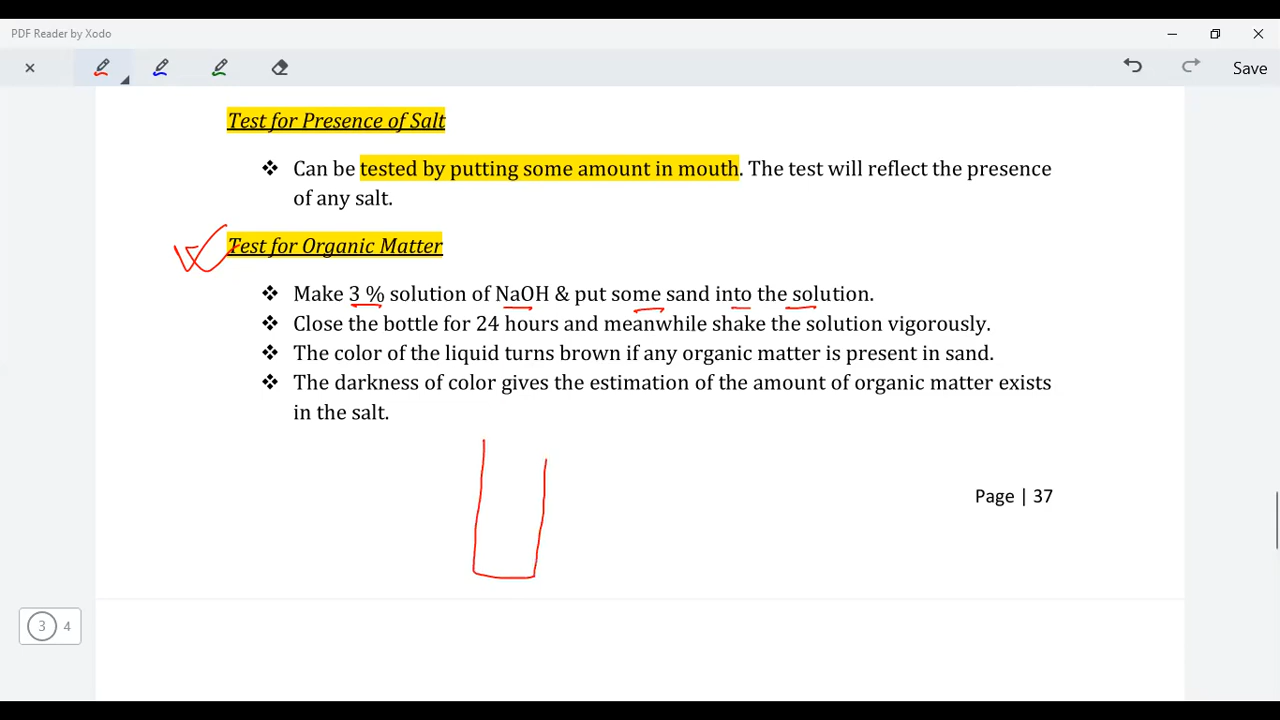 PDF Reader by Xodo
Save
Test for Presence of Salt
❖ Can be tested by putting some amount in mouth. The test will reflect the presence
of any salt.
Test for Organic Matter
❖ Make 3 % solution of NaOH & put some sand into the solution.
❖ Close the bottle for 24 hours and meanwhile shake the solution vigorously.
❖ The color of the liquid turns brown if any organic matter is present in sand.
❖ The darkness of color gives the estimation of the amount of organic matter exists
in the salt.
Page | 37
3 4